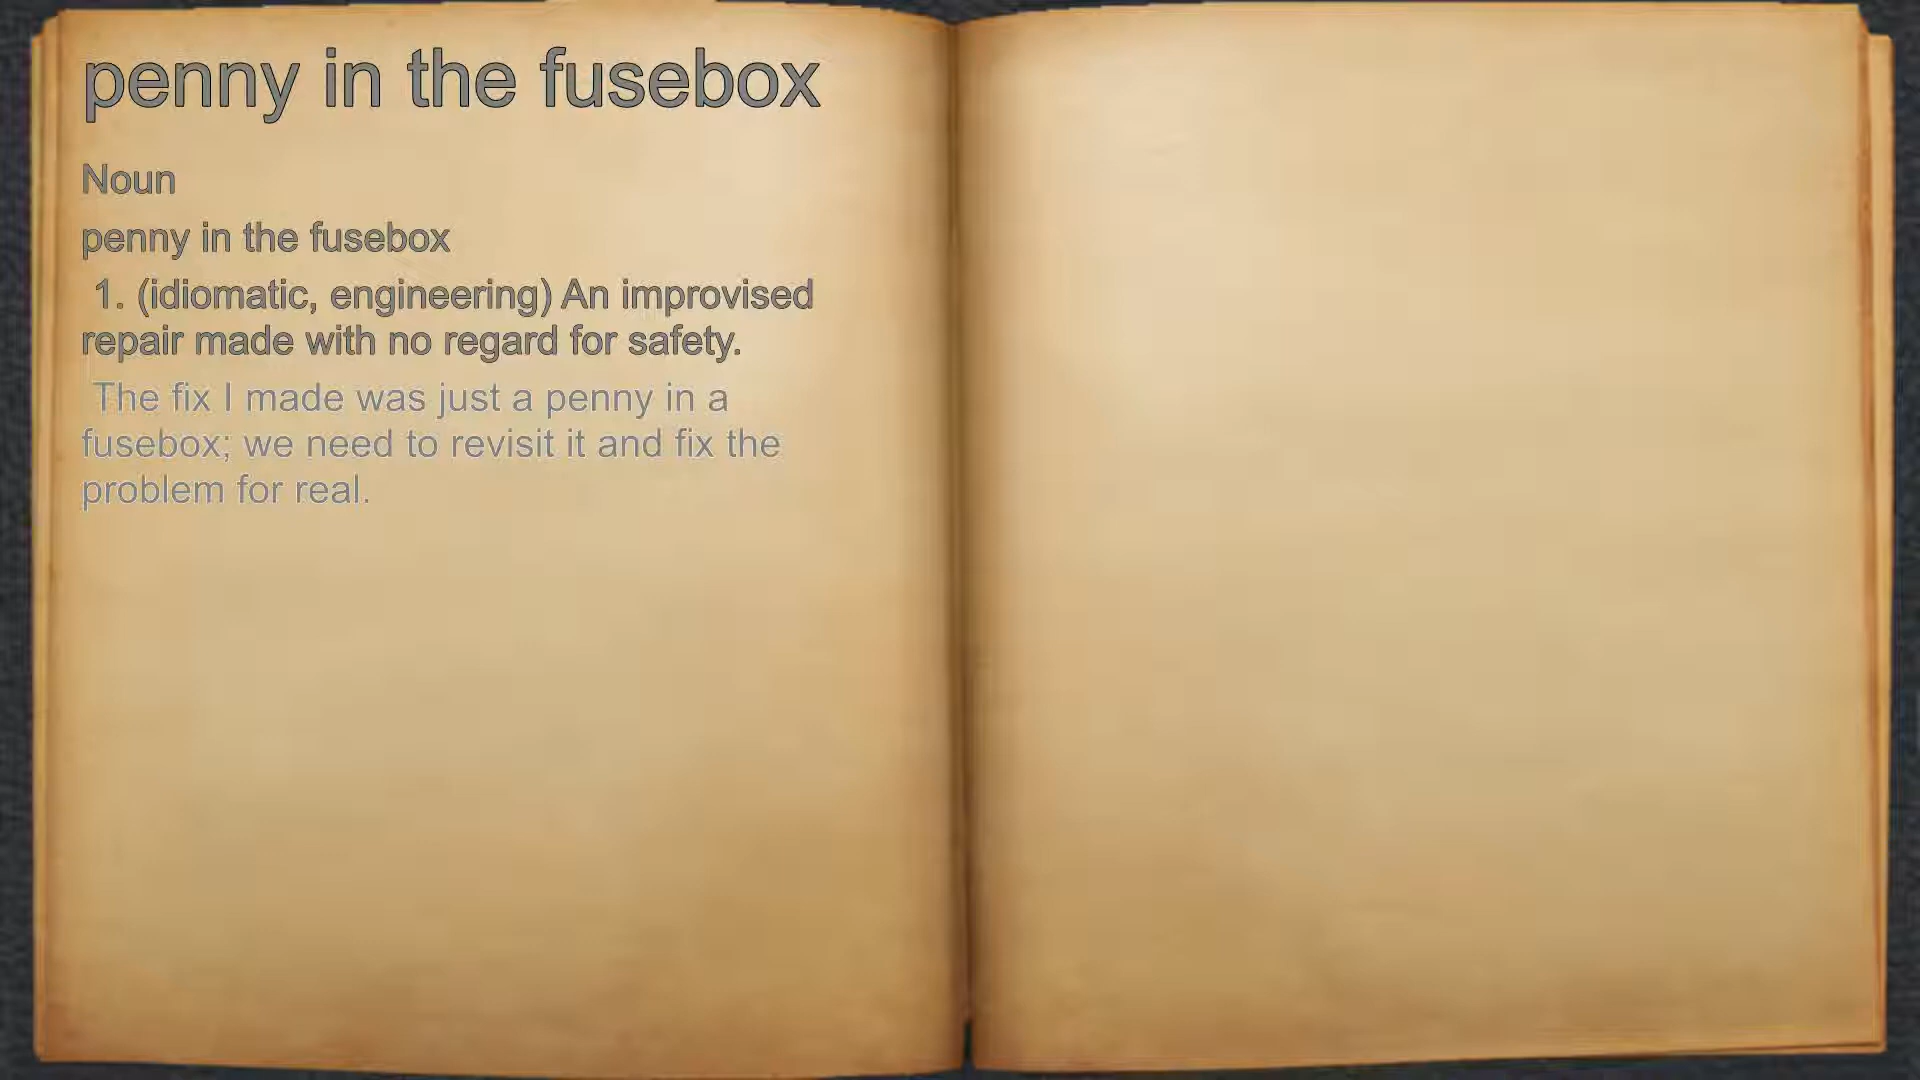 penny in the fusebox
Noun
penny in the fusebox
1. (idiomatic, engineering) An improvised
repair made with no regard for safety.
The fix I made was just a penny in a
fusebox; we need to revisit it and fix the
problem for real.